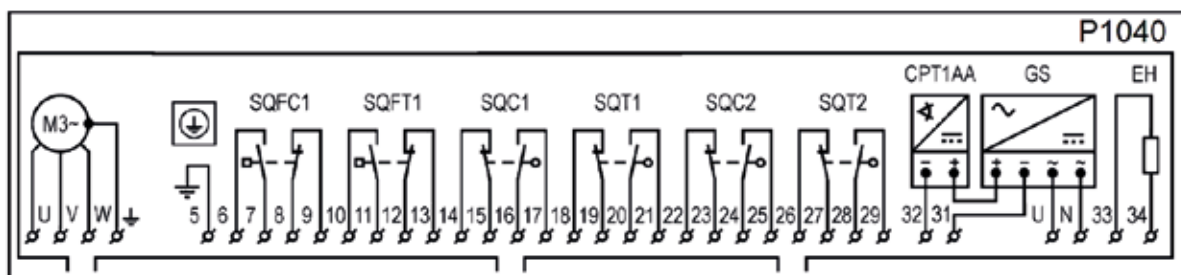 P1040
CPT1AA GS EH
SQFC1 SQFT1 SQC1 SQT1 SQC2 SQT2
M3~
− + + − ~ ~
U V W 5 6 7 8 9 10 11 12 13 14 15 16 17 18 19 20 21 22 23 24 25 26 27 28 29 32 31 U N 33 34